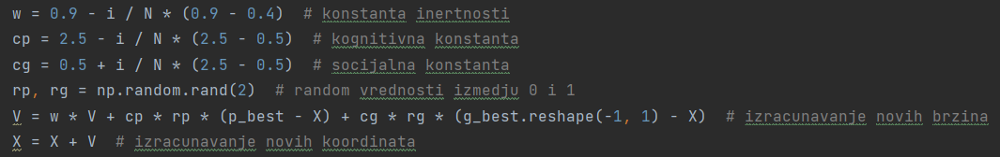 w = 0.9 - i / N * (0.9 - 0.4)  # konstanta inertnosti
cp = 2.5 - i / N * (2.5 - 0.5)  # kognitivna konstanta
cg = 0.5 + i / N * (2.5 - 0.5)  # socijalna konstanta
rp, rg = np.random.rand(2)  # random vrednosti izmedju 0 i 1
V = w * V + cp * rp * (p_best - X) + cg * rg * (g_best.reshape(-1, 1) - X)  # izracunavanje novih brzina
X = X + V  # izracunavanje novih koordinata